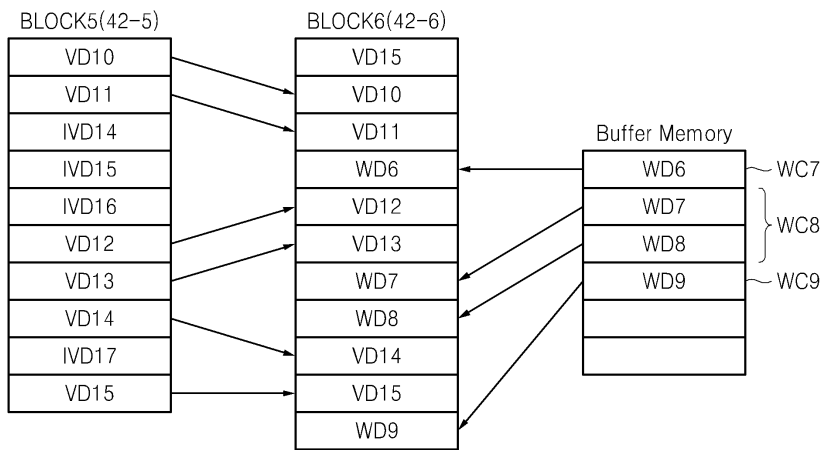 BLOCK5(42-5)
VD10
VD11
IVD14
IVD15
IVD16
VD12
VD13
VD14
IVD17
VD15
BLOCK6(42-6)
VD15
VD10
VD11
WD6
VD12
VD13
WD7
WD8
VD14
VD15
WD9
Buffer Memory
WD6
WD7
WD8
WD9
WC7
WC8
WC9